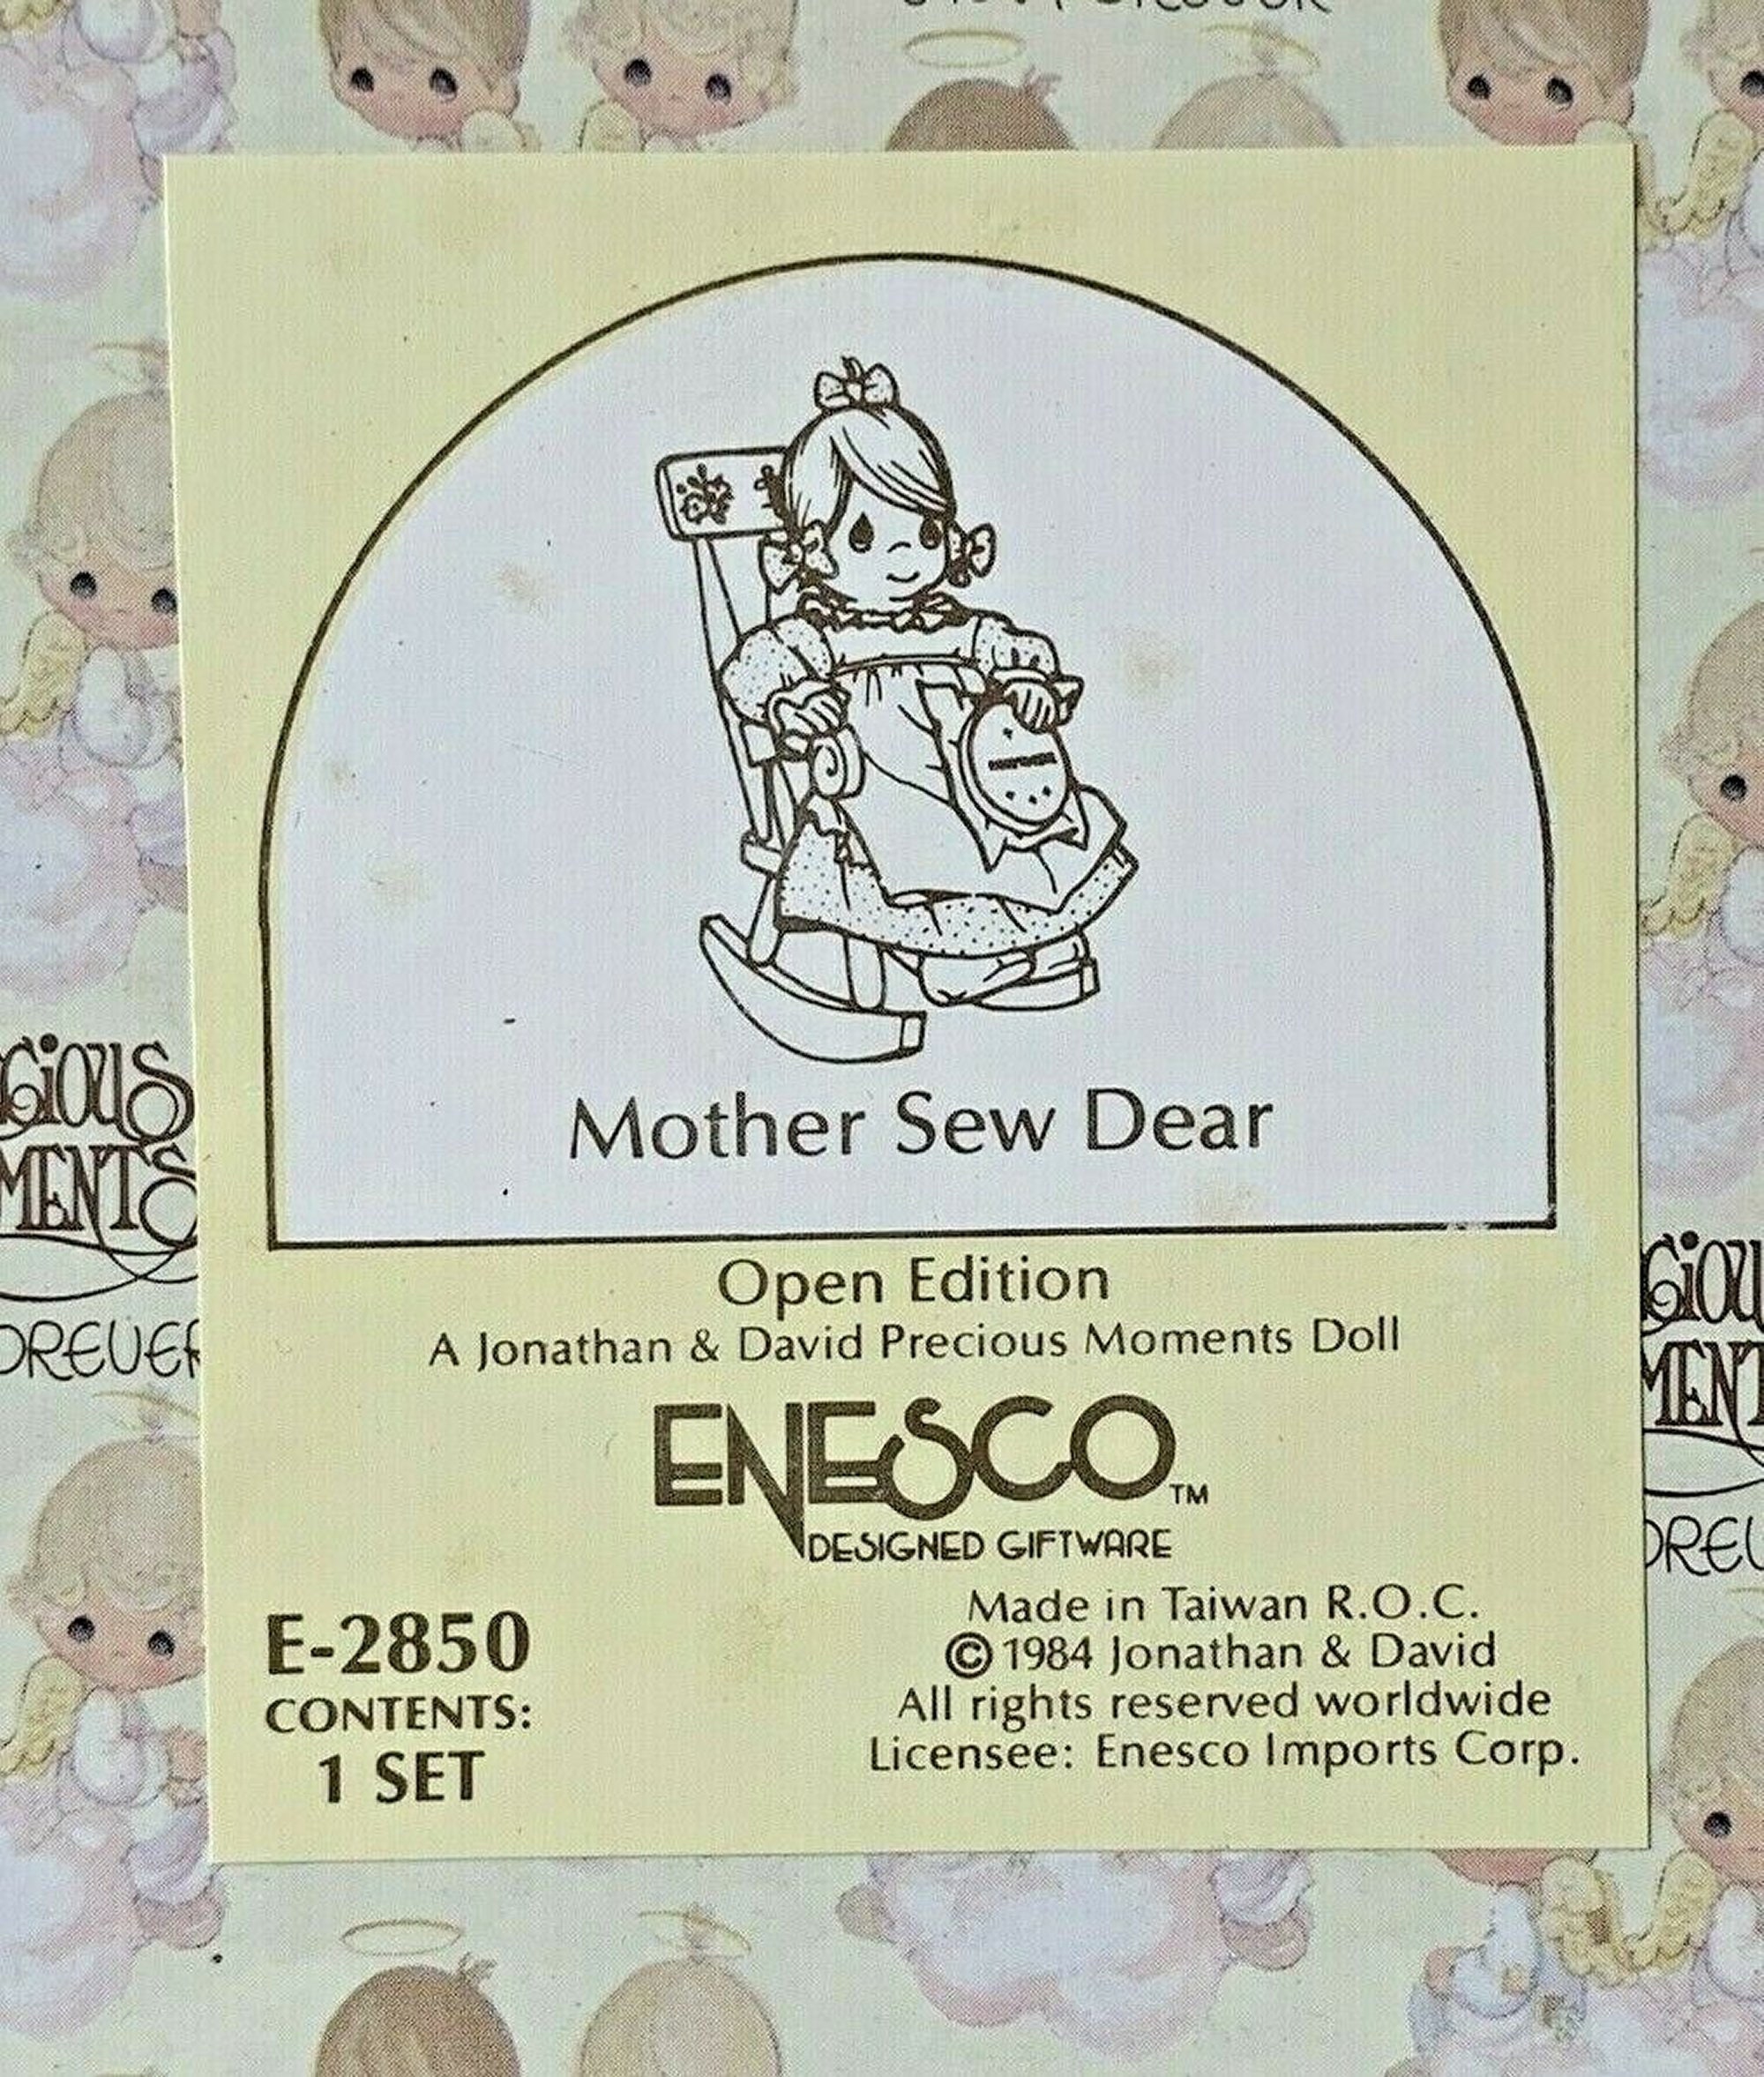 Mother Sew Dear
Open Edition
A Jonathan & David Precious Moments Doll
ENESCO TM
DESIGNED GIFTWARE
E-2850
CONTENTS:
1 SET
Made in Taiwan R.O.C.
© 1984 Jonathan & David
All rights reserved worldwide
Licensee: Enesco Imports Corp.